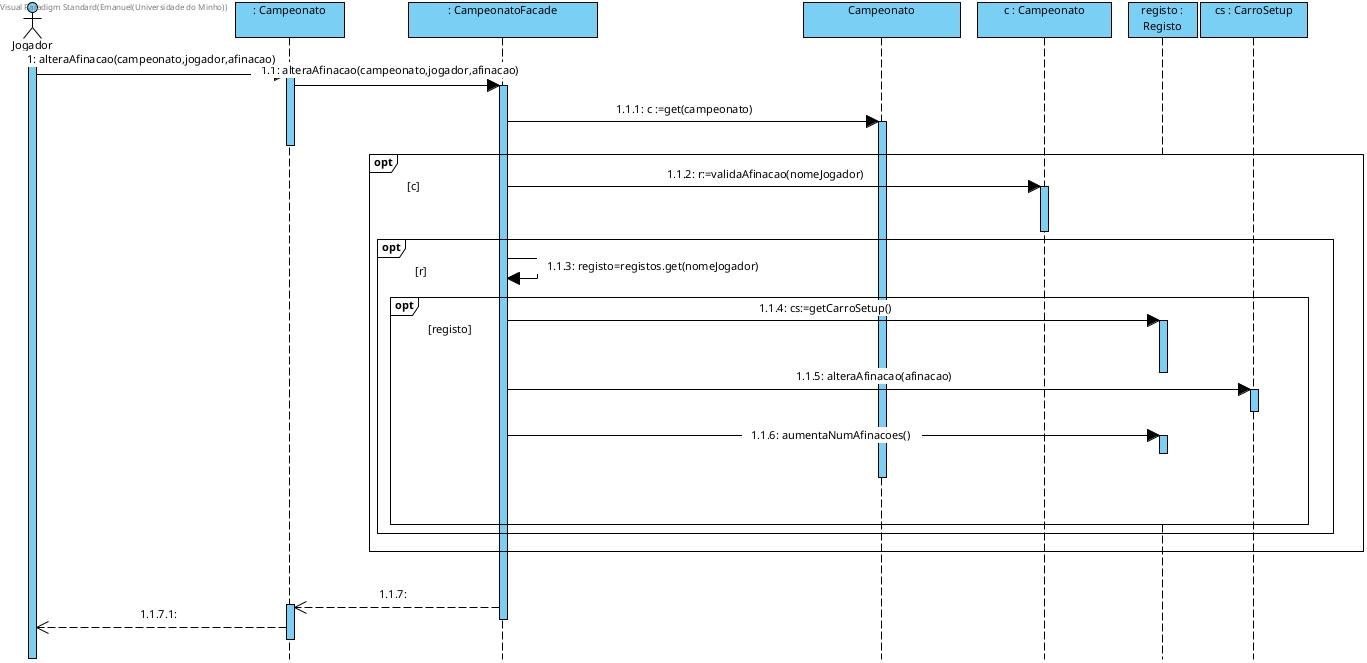 Visual Paradigm Standard(Emanuel(Universidade do Minho))
Jogador
: Campeonato
: CampeonatoFacade
Campeonato
c : Campeonato
registo :
Registo
cs : CarroSetup
1: alteraAfinacao(campeonato,jogador,afinacao)
1.1: alteraAfinacao(campeonato,jogador,afinacao)
1.1.1: c :=get(campeonato)
opt
[c]
1.1.2: r:=validaAfinacao(nomeJogador)
opt
[r]
1.1.3: registo=registos.get(nomeJogador)
opt
[registo]
1.1.4: cs:=getCarroSetup()
1.1.5: alteraAfinacao(afinacao)
1.1.6: aumentaNumAfinacoes()
1.1.7:
1.1.7.1: